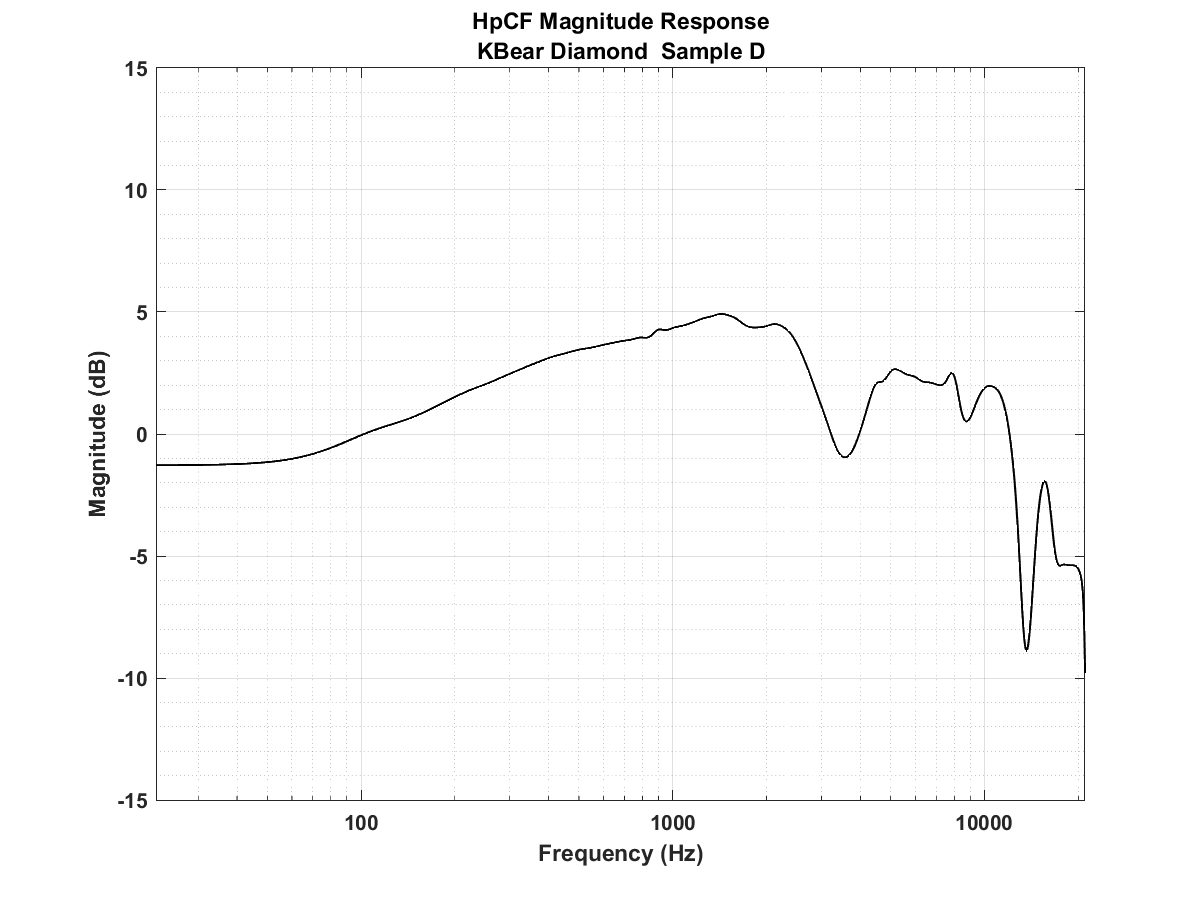 HpCF Magnitude Response
KBear Diamond  Sample D
15
10
5
0
-5
-10
-15
Magnitude (dB)
100
1000
10000
Frequency (Hz)